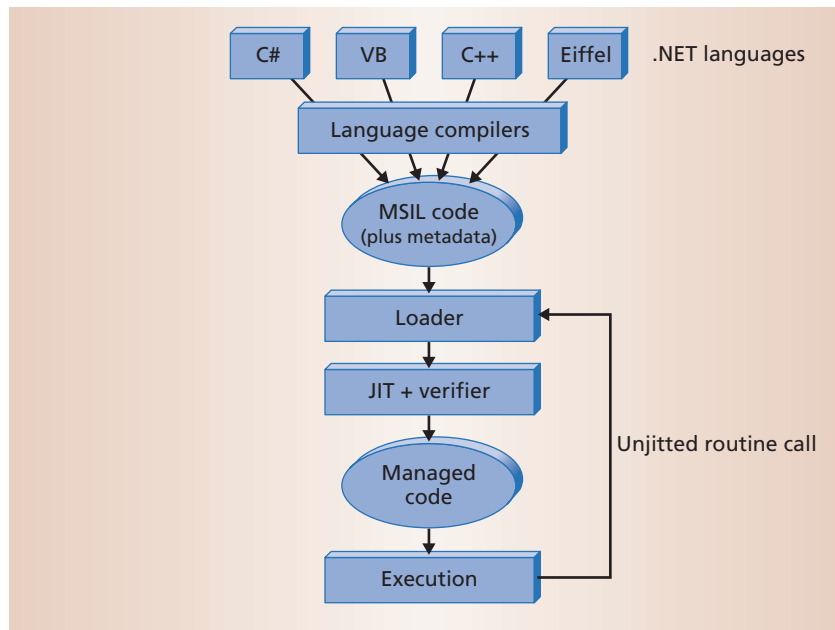 C#
VB
C++
Eiffel
.NET languages
Language compilers
MSIL code
(plus metadata)
Loader
JIT + verifier
Unjitted routine call
Managed
code
Execution